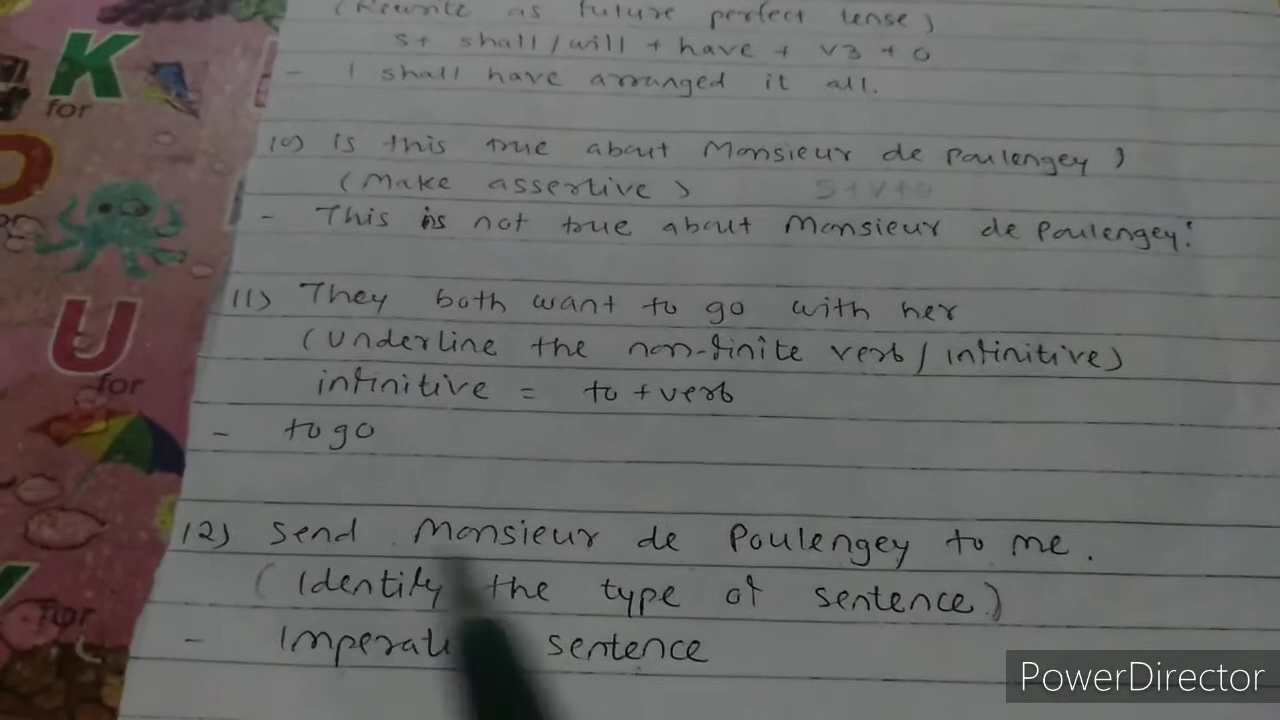 (Rewrite as future perfect tense)
S+ shall/will + have + V3 + O
- I shall have arranged it all.
10) Is this true about Monsieur de Poulengey ?
(Make assertive) S+V+O
- This is not true about Monsieur de Poulengey.
11) They both want to go with her
(Underline the non-finite verb / infinitive)
infinitive = to + verb
- to go
12) Send Monsieur de Poulengey to me.
(Identify the type of sentence)
- sentence
K
for
U
for
for
PowerDirector